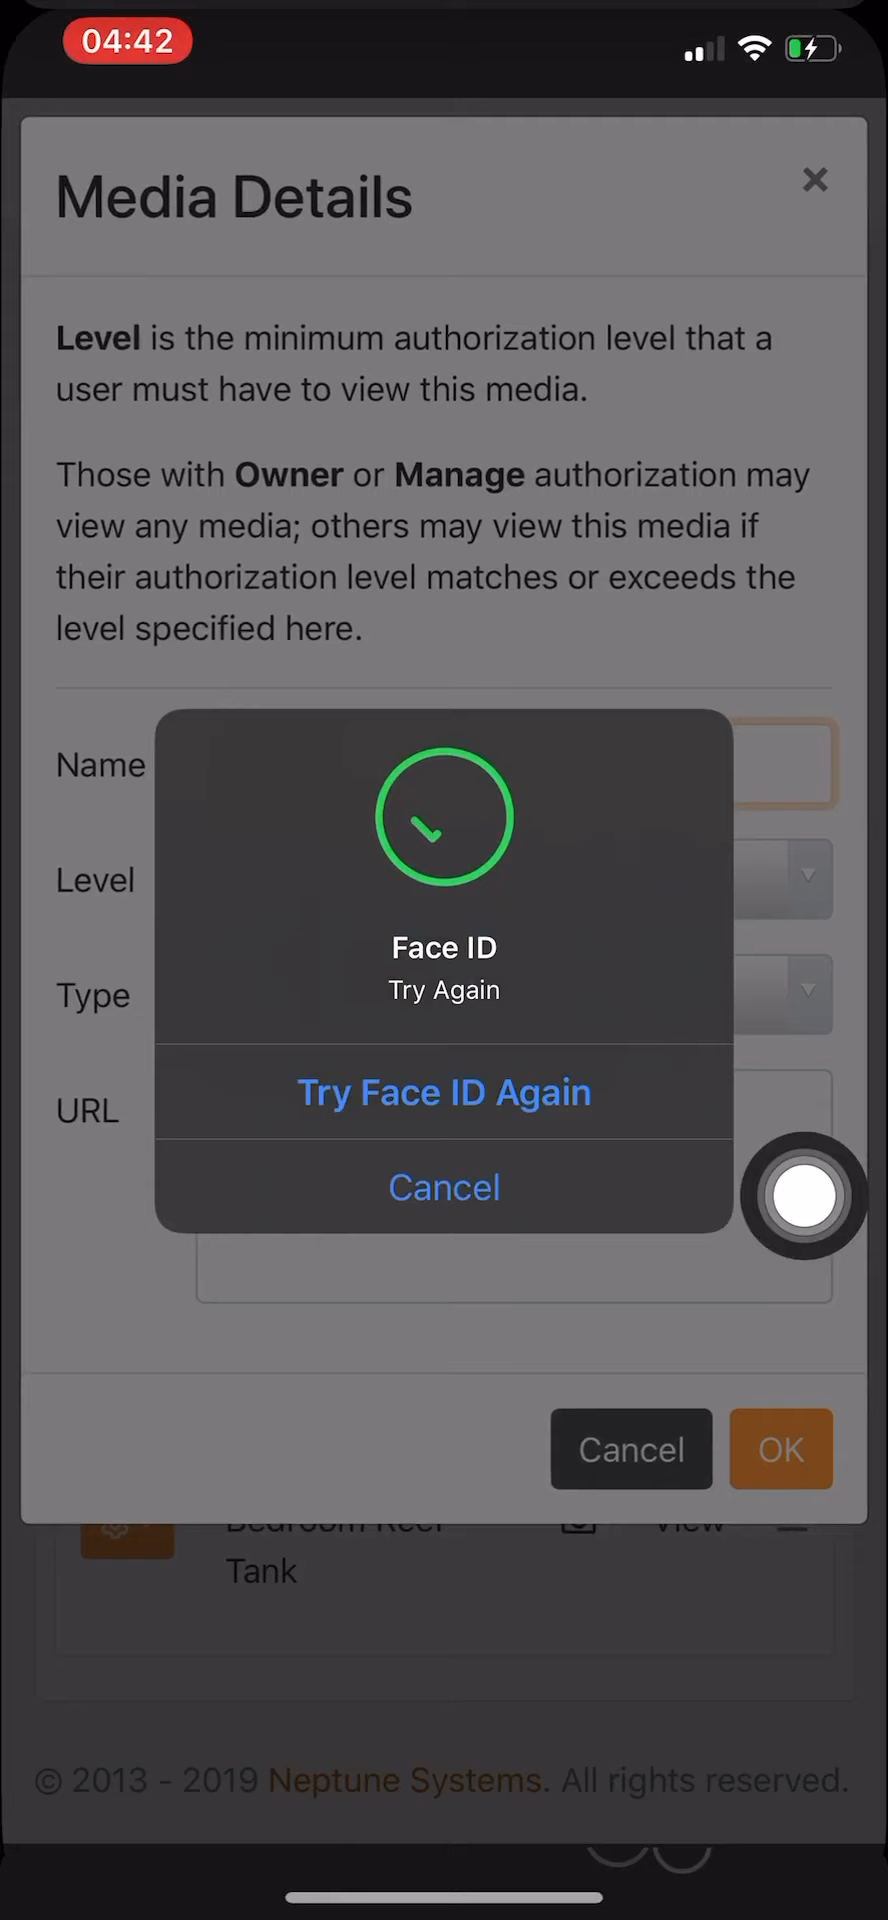 04:42
Media Details
×
Level is the minimum authorization level that a
user must have to view this media.
Those with Owner or Manage authorization may
view any media; others may view this media if
their authorization level matches or exceeds the
level specified here.
Name
Level
Type
URL
Face ID
Try Again
Try Face ID Again
Cancel
Cancel
OK
Bedroom Reef View
Tank
© 2013 - 2019 Neptune Systems. All rights reserved.